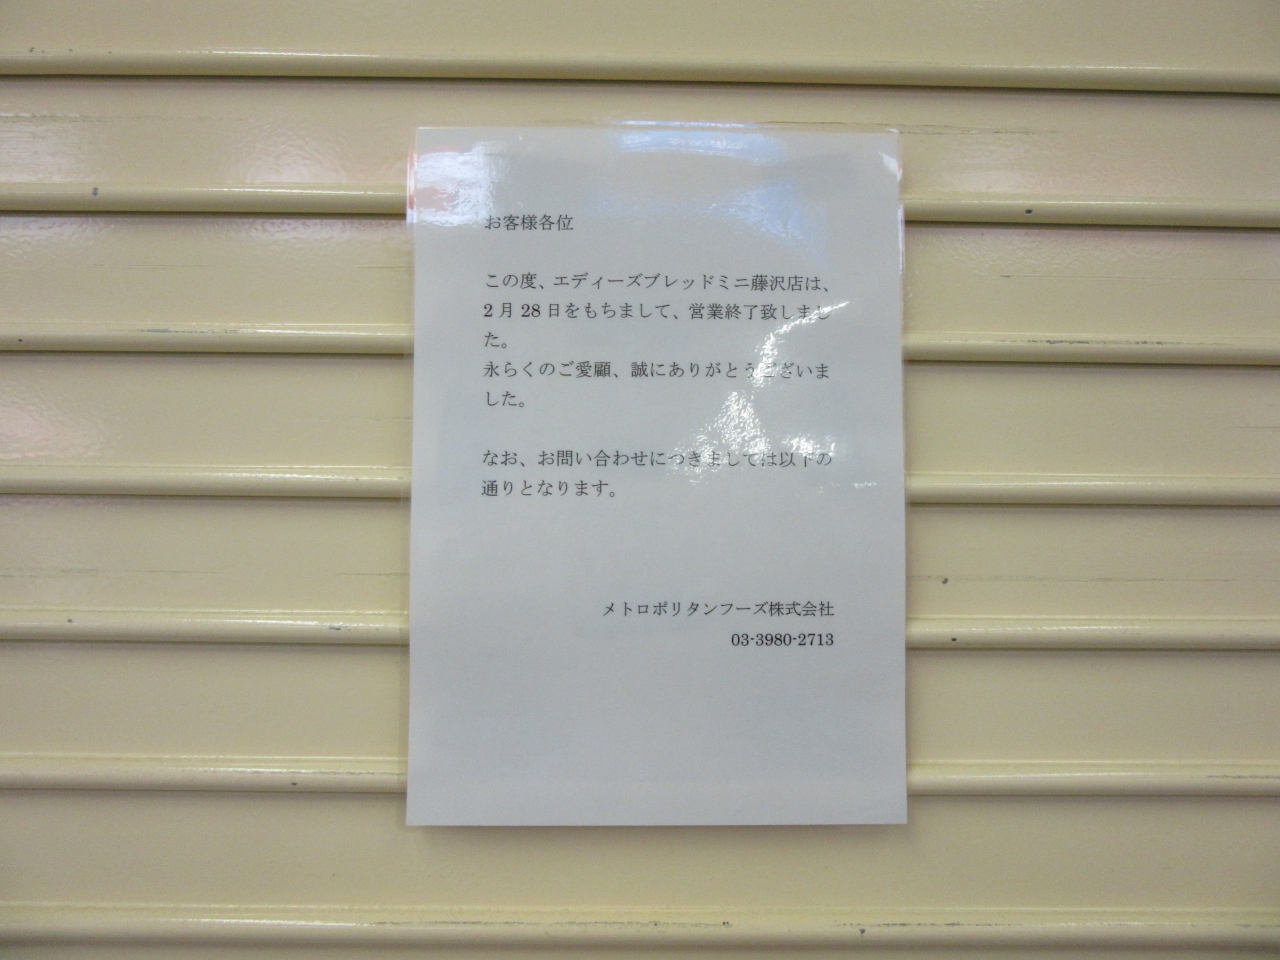 お客様各位
この度、エディーズブレッドミニ藤沢店は、
2月28日をもちまして、営業終了致しまし
た。
永らくのご愛顧、誠にありがとうございま
した。
なお、お問い合わせにつきましては以下の
通りとなります。
メトロポリタンフーズ株式会社
03-3980-2713